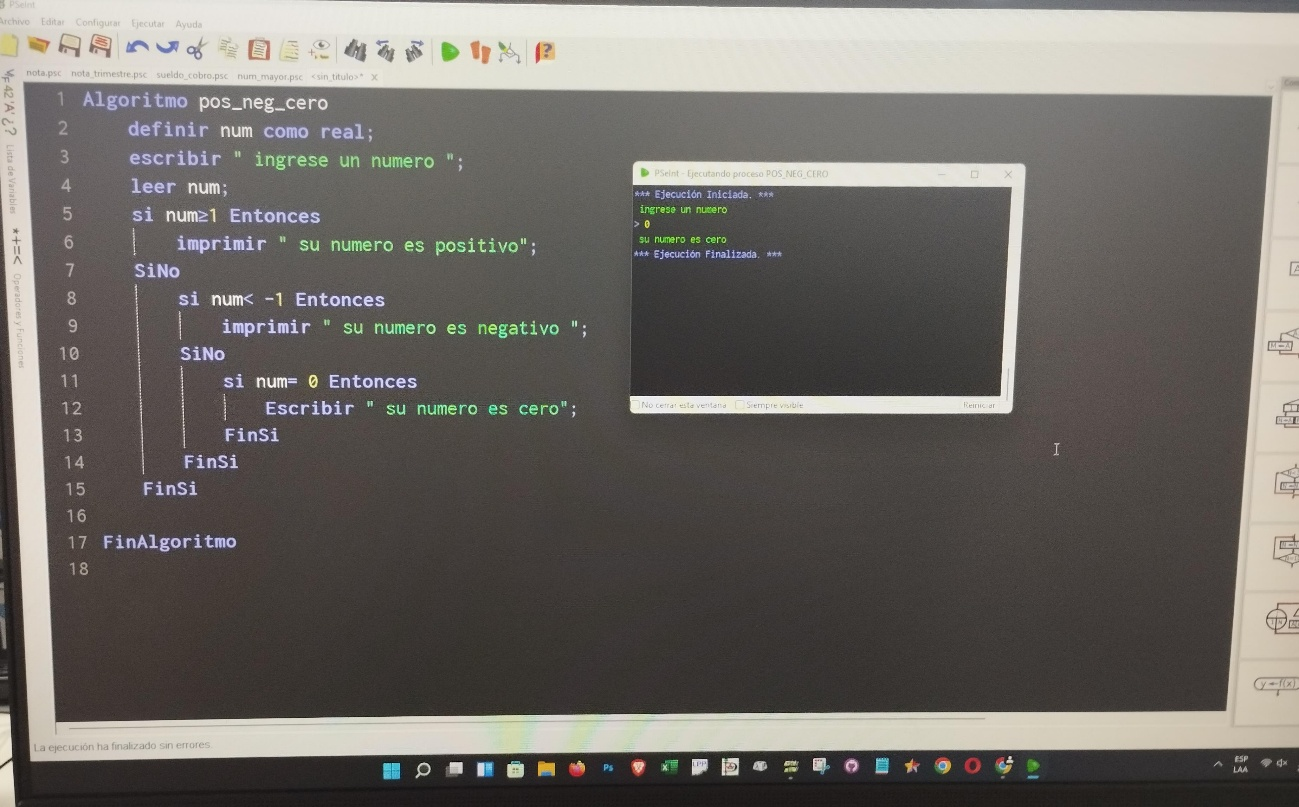 PSeInt
Archivo Editar Configurar Ejecutar Ayuda
nota.psc nota_trimestre.psc sueldo_cobro.psc num_mayor.psc <sin_titulo>* X
1 Algoritmo pos_neg_cero
2 definir num como real;
3 escribir " ingrese un numero ";
4 leer num;
5 si num≥1 Entonces
6 imprimir " su numero es positivo";
7 SiNo
8 si num< -1 Entonces
9 imprimir " su numero es negativo ";
10 SiNo
11 si num= 0 Entonces
12 Escribir " su numero es cero";
13 FinSi
14 FinSi
15 FinSi
16
17 FinAlgoritmo
18
Lista de Variables
*+=<
Operadores y Funciones
PSeInt - Ejecutando proceso POS_NEG_CERO
*** Ejecución Iniciada. ***
ingrese un numero
> 0
su numero es cero
*** Ejecución Finalizada. ***
No cerrar esta ventana Siempre visible Reiniciar
La ejecución ha finalizado sin errores.
Ps
ESP
LAA